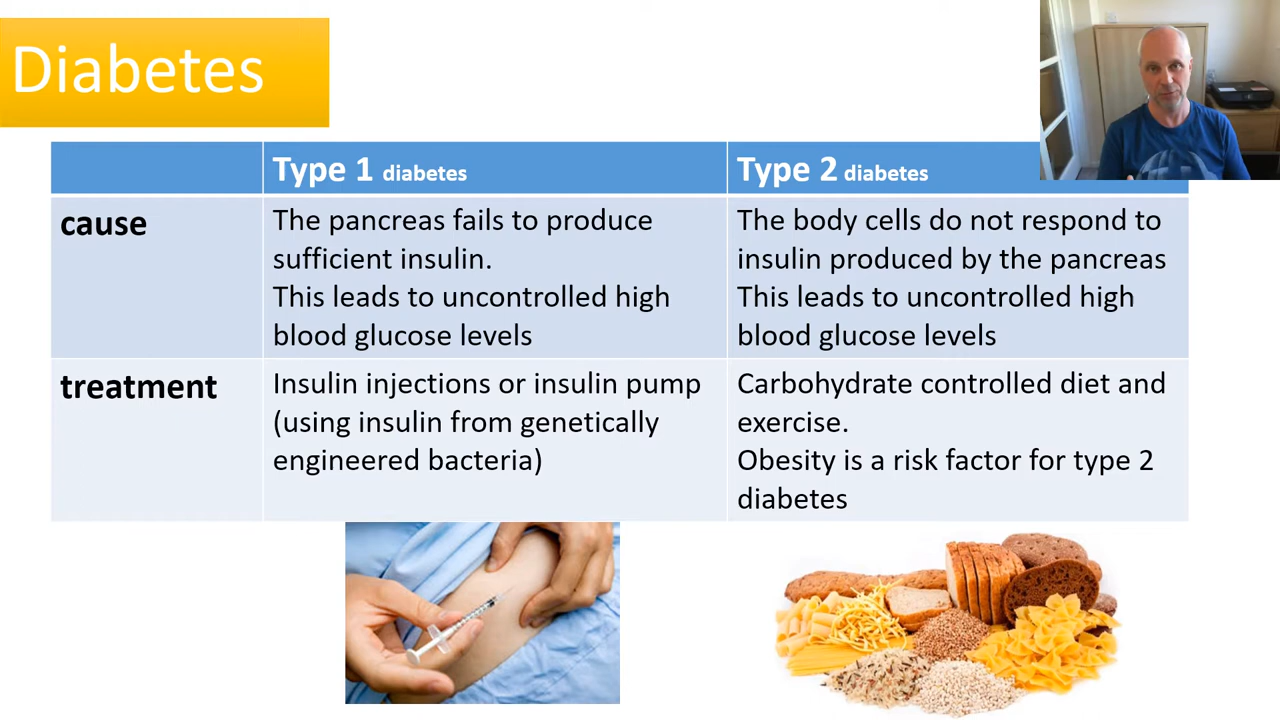 Diabetes
Type 1 diabetes
Type 2 diabetes
cause
The pancreas fails to produce
sufficient insulin.
This leads to uncontrolled high
blood glucose levels
The body cells do not respond to
insulin produced by the pancreas
This leads to uncontrolled high
blood glucose levels
treatment
Insulin injections or insulin pump
(using insulin from genetically
engineered bacteria)
Carbohydrate controlled diet and
exercise.
Obesity is a risk factor for type 2
diabetes